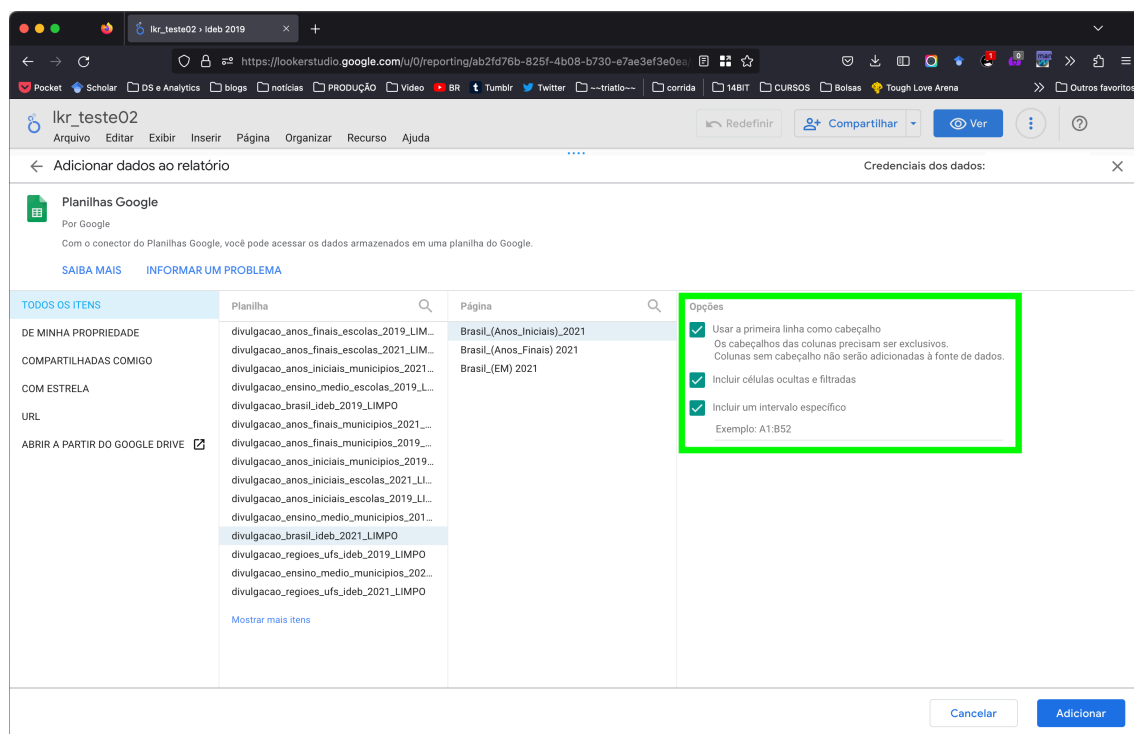 lkr_teste02 › Ideb 2019
https://lookerstudio.google.com/u/0/reporting/ab2fd76b-825f-4b08-b730-e7ae3ef3e0ea/
Pocket Scholar DS e Analytics blogs notícias PRODUÇÃO Video BR Tumblr Twitter ~~triatlo~~ corrida 14BIT CURSOS Bolsas Tough Love Arena Outros favoritos
lkr_teste02
Arquivo Editar Exibir Inserir Página Organizar Recurso Ajuda
Redefinir Compartilhar Ver
Adicionar dados ao relatório
Credenciais dos dados:
Planilhas Google
Por Google
Com o conector do Planilhas Google, você pode acessar os dados armazenados em uma planilha do Google.
SAIBA MAIS INFORMAR UM PROBLEMA
TODOS OS ITENS
DE MINHA PROPRIEDADE
COMPARTILHADAS COMIGO
COM ESTRELA
URL
ABRIR A PARTIR DO GOOGLE DRIVE
Planilha
divulgacao_anos_finais_escolas_2019_LIM...
divulgacao_anos_finais_escolas_2021_LIM...
divulgacao_anos_iniciais_municipios_2021...
divulgacao_ensino_medio_escolas_2019_L...
divulgacao_brasil_ideb_2019_LIMPO
divulgacao_anos_finais_municipios_2021_...
divulgacao_anos_finais_municipios_2019_...
divulgacao_anos_iniciais_municipios_2019...
divulgacao_anos_iniciais_escolas_2021_LI...
divulgacao_anos_iniciais_escolas_2019_LI...
divulgacao_ensino_medio_municipios_201...
divulgacao_brasil_ideb_2021_LIMPO
divulgacao_regioes_ufs_ideb_2019_LIMPO
divulgacao_ensino_medio_municipios_202...
divulgacao_regioes_ufs_ideb_2021_LIMPO
Mostrar mais itens
Página
Brasil_(Anos_Iniciais)_2021
Brasil_(Anos_Finais) 2021
Brasil_(EM) 2021
Opções
Usar a primeira linha como cabeçalho
Os cabeçalhos das colunas precisam ser exclusivos.
Colunas sem cabeçalho não serão adicionadas à fonte de dados.
Incluir células ocultas e filtradas
Incluir um intervalo específico
Exemplo: A1:B52
Cancelar Adicionar